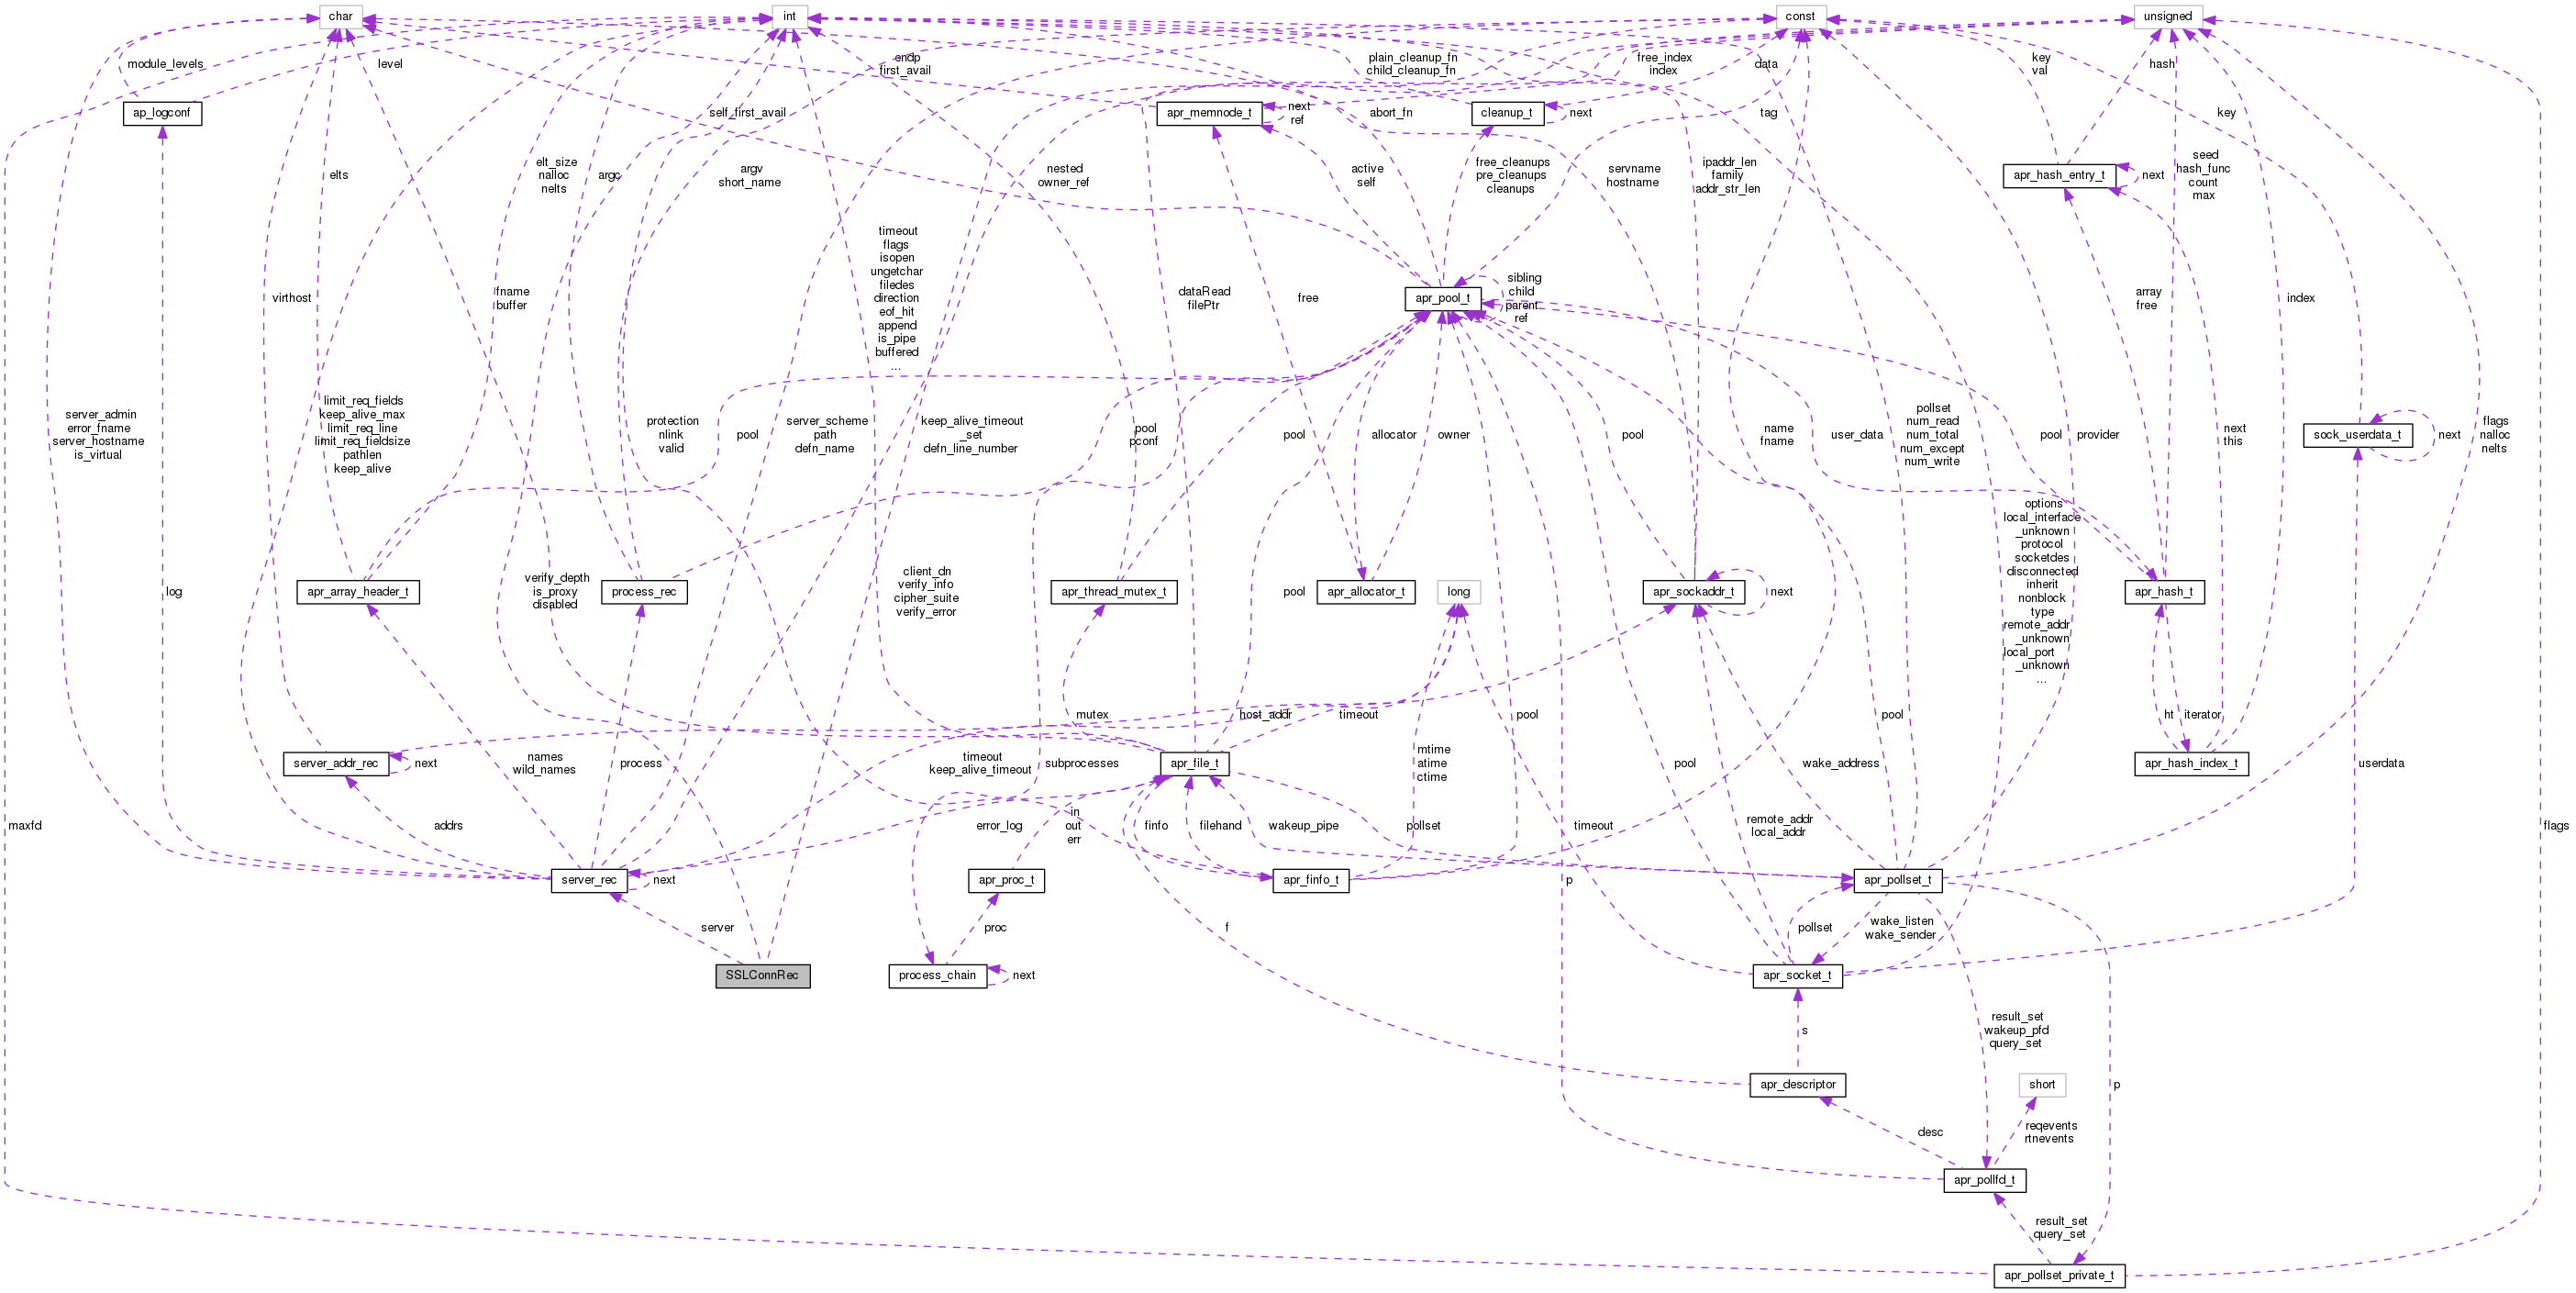 char
int
const
unsigned
module_levels
level
endp
first_avail
plain_cleanup_fn
child_cleanup_fn
free_index
index
data
key
val
hash
ap_logconf
self_first_avail
apr_memnode_t
next
ref
abort_fn
cleanup_t
next
tag
key
elts
elt_size
nalloc
nelts
argc
argv
short_name
nested
owner_ref
active
self
free_cleanups
pre_cleanups
cleanups
servname
hostname
ipaddr_len
family
addr_str_len
apr_hash_entry_t
next
seed
hash_func
count
max
virthost
fname
buffer
timeout
flags
isopen
ungetchar
filedes
direction
eof_hit
append
is_pipe
buffered
...
dataRead
filePtr
free
apr_pool_t
sibling
child
parent
ref
array
free
index
server_admin
error_fname
server_hostname
is_virtual
limit_req_fields
keep_alive_max
limit_req_line
limit_req_fieldsize
pathlen
keep_alive
protection
nlink
valid
pool
server_scheme
path
defn_name
keep_alive_timeout
_set
defn_line_number
pool
pconf
pool
allocator
owner
pool
name
fname
user_data
pollset
num_read
num_total
num_except
num_write
pool
provider
next
this
sock_userdata_t
next
flags
nalloc
nelts
log
apr_array_header_t
verify_depth
is_proxy
disabled
process_rec
client_dn
verify_info
cipher_suite
verify_error
apr_thread_mutex_t
pool
apr_allocator_t
long
apr_sockaddr_t
next
options
local_interface
_unknown
protocol
socketdes
disconnected
inherit
nonblock
type
remote_addr
_unknown
local_port
_unknown
...
apr_hash_t
mutex
host_addr
timeout
pool
pool
ht
iterator
server_addr_rec
next
names
wild_names
process
timeout
keep_alive_timeout
subprocesses
apr_file_t
mtime
atime
ctime
pool
wake_address
apr_hash_index_t
userdata
maxfd
addrs
error_log
in
out
err
finfo
filehand
wakeup_pipe
pollset
timeout
remote_addr
local_addr
flags
server_rec
next
apr_proc_t
apr_finfo_t
p
apr_pollset_t
server
proc
f
pollset
wake_listen
wake_sender
SSLConnRec
process_chain
next
apr_socket_t
s
result_set
wakeup_pfd
query_set
apr_descriptor
short
p
desc
reqevents
rtnevents
apr_pollfd_t
result_set
query_set
apr_pollset_private_t